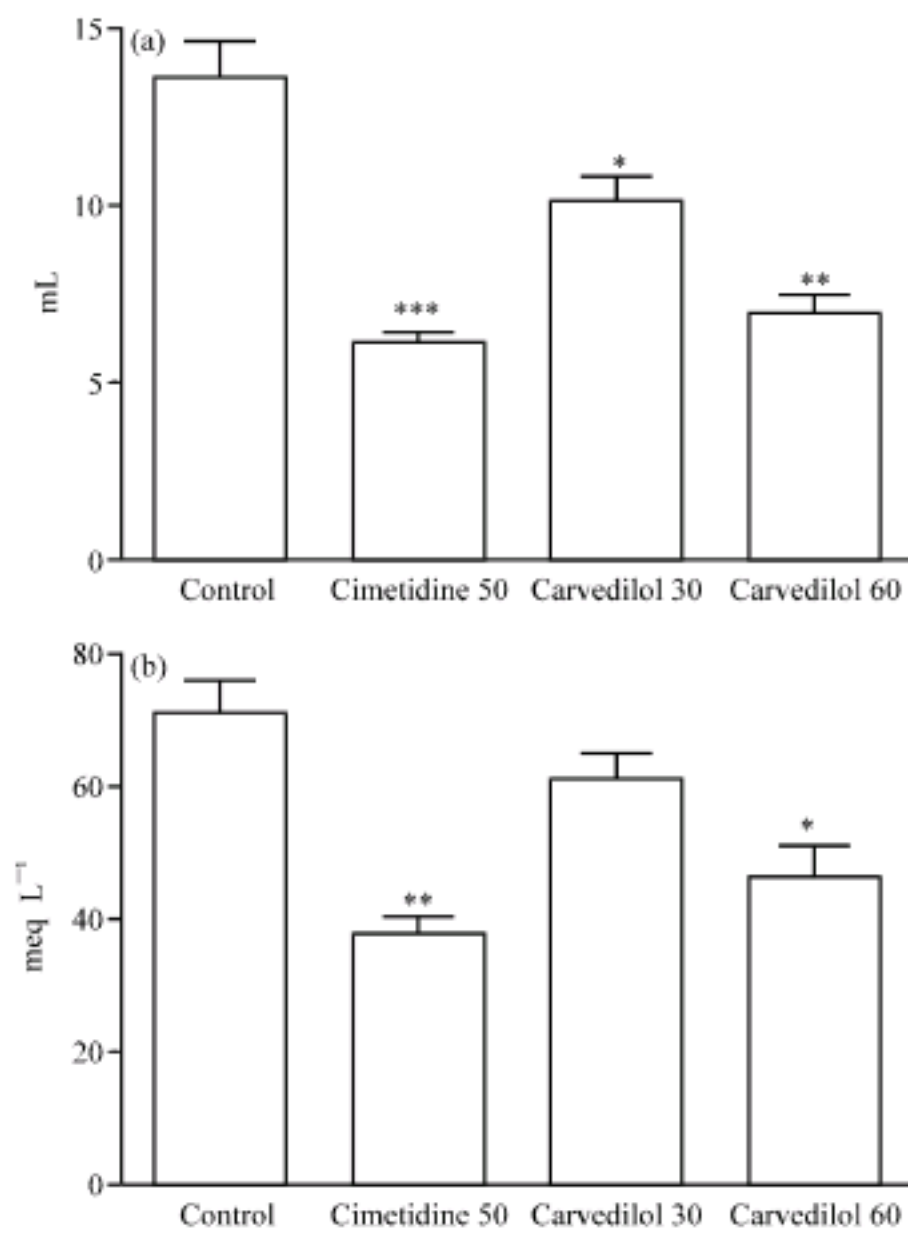 (a)
15
10
5
0
mL
*** * **
Control Cimetidine 50 Carvedilol 30 Carvedilol 60
(b)
80
60
40
20
0
meq L⁻¹
** *
Control Cimetidine 50 Carvedilol 30 Carvedilol 60